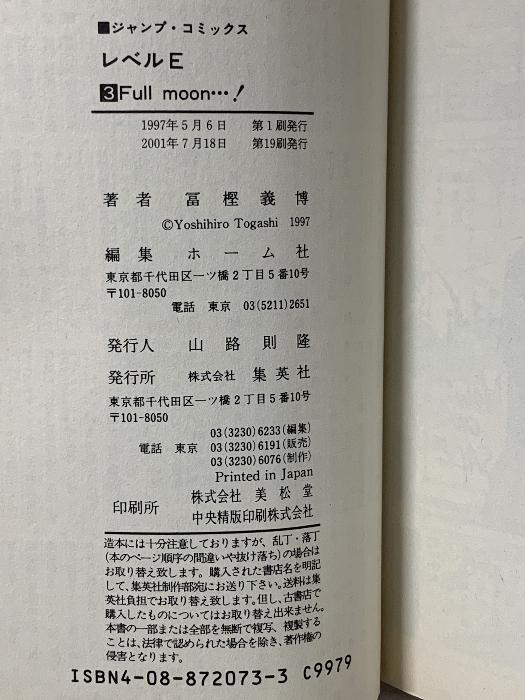 ■ジャンプ・コミックス
レベルE
3 Full moon…!
1997年5月6日 第1刷発行
2001年7月18日 第19刷発行
著者 冨樫義博
©Yoshihiro Togashi 1997
編集 ホーム社
東京都千代田区一ツ橋2丁目5番10号
〒101-8050
電話 東京 03(5211)2651
発行人 山路則隆
発行所 株式会社 集英社
東京都千代田区一ツ橋2丁目5番10号
〒101-8050
03(3230)6233(編集)
電話 東京 03(3230)6191(販売)
03(3230)6076(制作)
Printed in Japan
印刷所 株式会社 美松堂
中央精版印刷株式会社
造本には十分注意しておりますが、乱丁・落丁
(本のページ順序の間違いや抜け落ち)の場合は
お取り替え致します。購入された書店名を明記
して、集英社制作部宛にお送り下さい。送料は集
英社負担でお取り替え致します。但し、古書店で
購入したものについてはお取り替え出来ません。
本書の一部または全部を無断で複写、複製する
ことは、法律で認められた場合を除き、著作権の
侵害となります。
ISBN4-08-872073-3 C9979